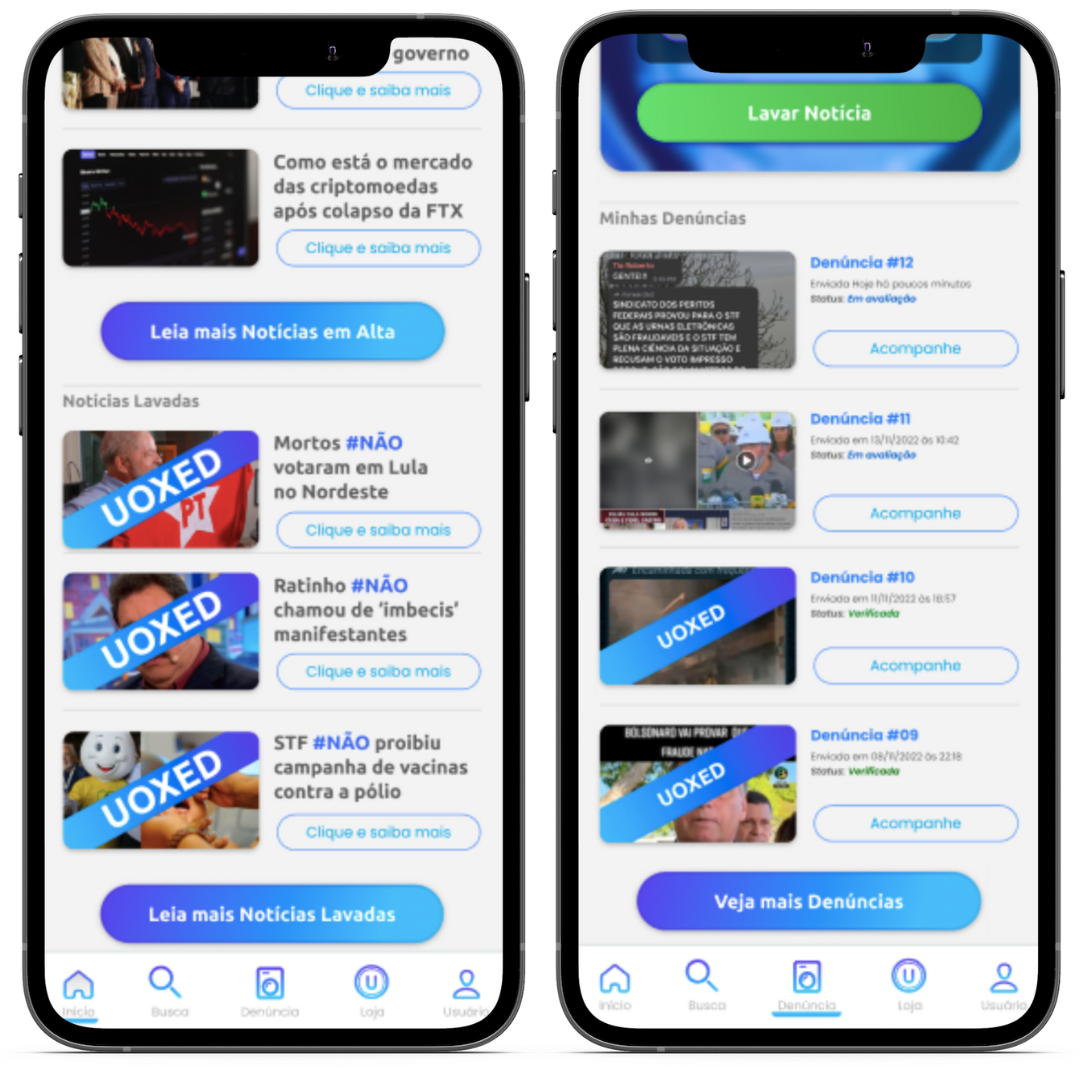 governo
Clique e saiba mais
Como está o mercado
das criptomoedas
após colapso da FTX
Clique e saiba mais
Leia mais Notícias em Alta
Notícias Lavadas
UOXED
PT
Mortos #NÃO
votaram em Lula
no Nordeste
Clique e saiba mais
UOXED
Ratinho #NÃO
chamou de ‘imbecis’
manifestantes
Clique e saiba mais
UOXED
STF #NÃO proibiu
campanha de vacinas
contra a pólio
Clique e saiba mais
Leia mais Notícias Lavadas
Início
Busca
Denúncia
U
Loja
Usuário
Lavar Notícia
Minhas Denúncias
GENTE!!
SINDICATO DOS PERITOS
FEDERAIS PROVOU PARA O STF
QUE AS URNAS ELETRÔNICAS
SÃO FRAUDAVEIS E O STF TEM
PLENA CIÊNCIA DA SITUAÇÃO E
RECUSAM O VOTO IMPRESSO
Denúncia #12
Enviada Hoje há poucos minutos
Status: Em avaliação
Acompanhe
Denúncia #11
Enviada em 13/11/2022 às 10:42
Status: Em avaliação
Acompanhe
UOXED
Denúncia #10
Enviada em 11/11/2022 às 18:57
Status: Verificada
Acompanhe
BOLSONARO VAI PROVAR
UOXED
Denúncia #09
Enviada em 08/11/2022 às 22:18
Status: Verificada
Acompanhe
Veja mais Denúncias
Início
Busca
Denúncia
U
Loja
Usuário